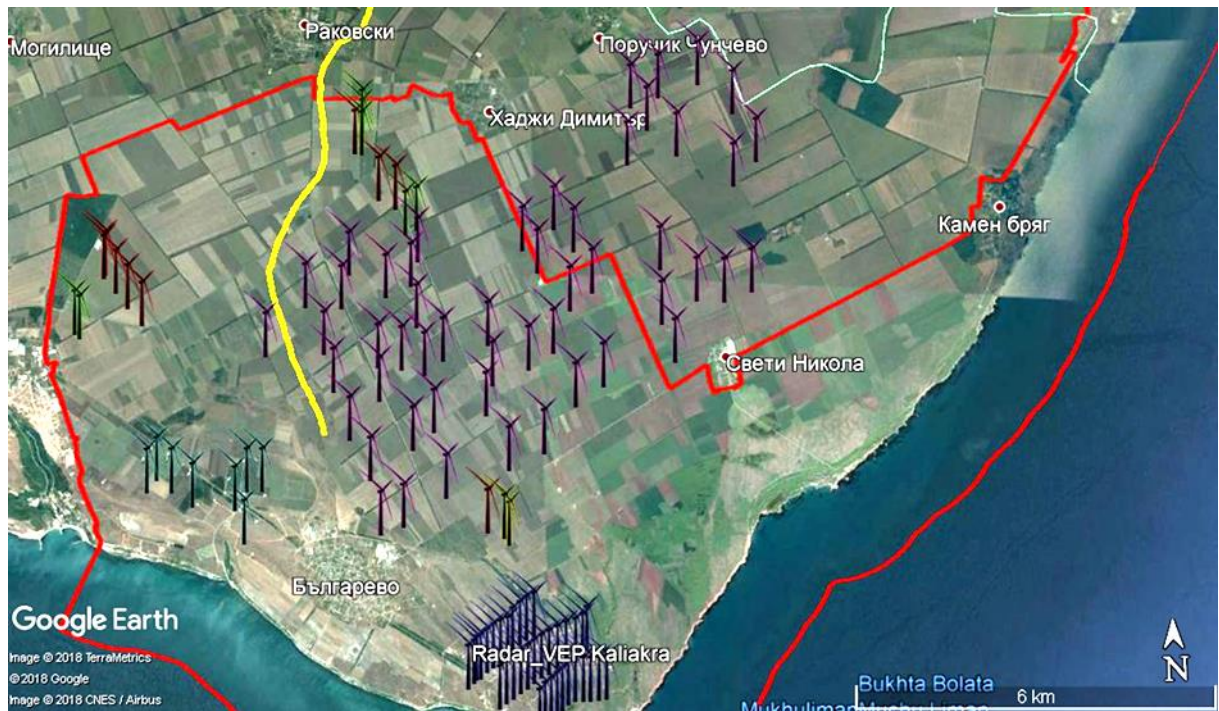 Раковски
Могилище
Поручик Чунчево
Хаджи Димитър
Камен бряг
Свети Никола
Българево
Google Earth
Image © 2018 TerraMetrics
© 2018 Google
Image © 2018 CNES / Airbus
Radar_VEP Kaliakra
N
Bukhta Bolata
6 km